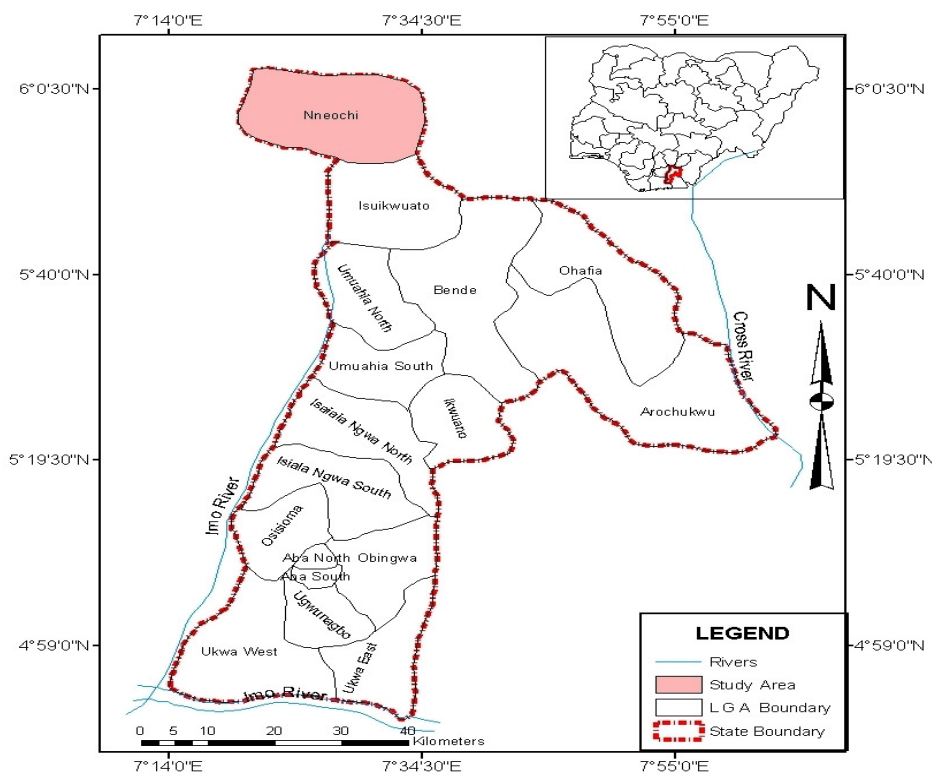 7°14'0"E 7°34'30"E 7°55'0"E
6°0'30"N 6°0'30"N
Nneochi
Isuikwuato
5°40'0"N 5°40'0"N
Ohafia
Umuahia North
Bende
N
Cross River
Umuahia South
Arochukwu
Ikwuano
Isaiala Ngwa North
5°19'30"N 5°19'30"N
Isiala Ngwa South
Imo River
Osisioma
Aba North Obingwa
Aba South
Ugwunagbo
4°59'0"N 4°59'0"N
Ukwa West
Ukwa East
Imo River
LEGEND
Rivers
Study Area
L G A Boundary
State Boundary
0 5 10 20 30 40
Kilometers
7°14'0"E 7°34'30"E 7°55'0"E